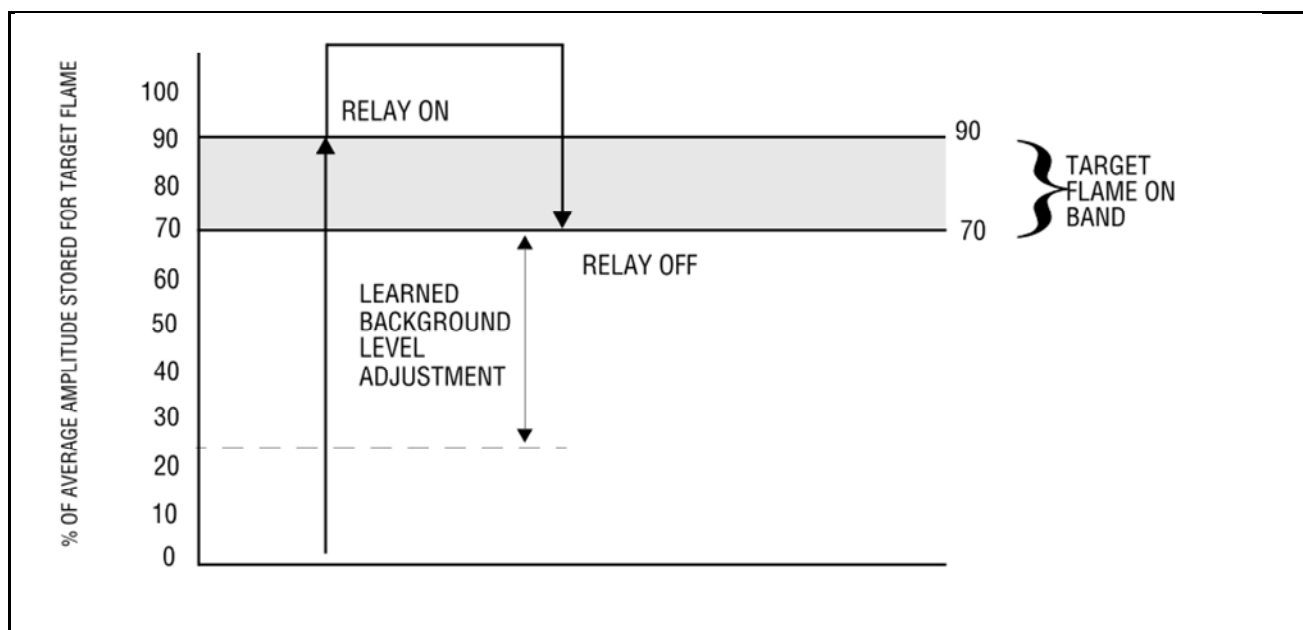 % OF AVERAGE AMPLITUDE STORED FOR TARGET FLAME
100
90
80
70
60
50
40
30
20
10
0
RELAY ON
RELAY OFF
LEARNED
BACKGROUND
LEVEL
ADJUSTMENT
90
70
TARGET
FLAME ON
BAND